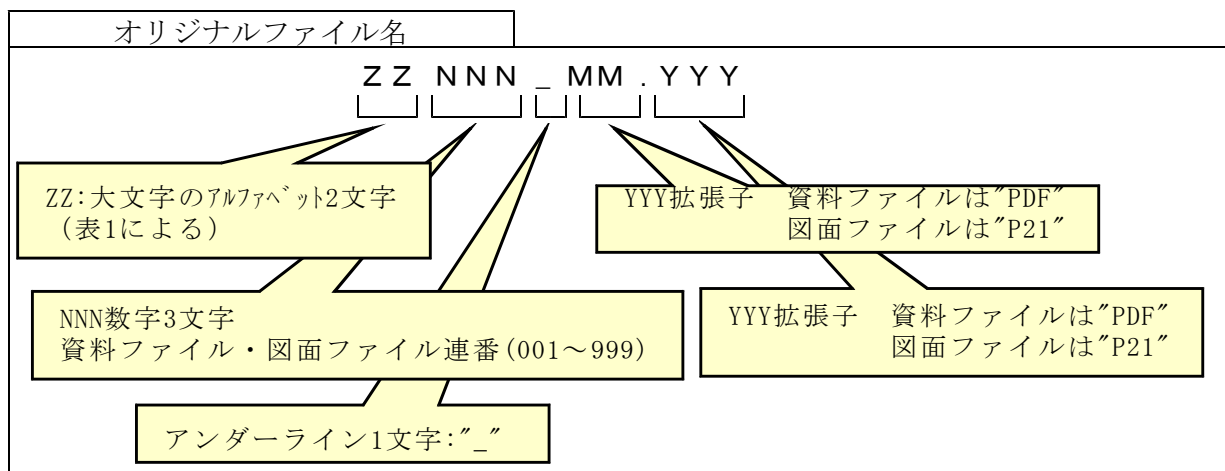 オリジナルファイル名
ZZNNN_MM.YYY
ZZ:大文字のｱﾙﾌｧﾍﾞｯﾄ2文字
(表1による)
YYY拡張子 資料ファイルは"PDF"
図面ファイルは"P21"
NNN数字3文字
資料ファイル・図面ファイル連番(001～999)
YYY拡張子 資料ファイルは"PDF"
図面ファイルは"P21"
アンダーライン1文字:"_"